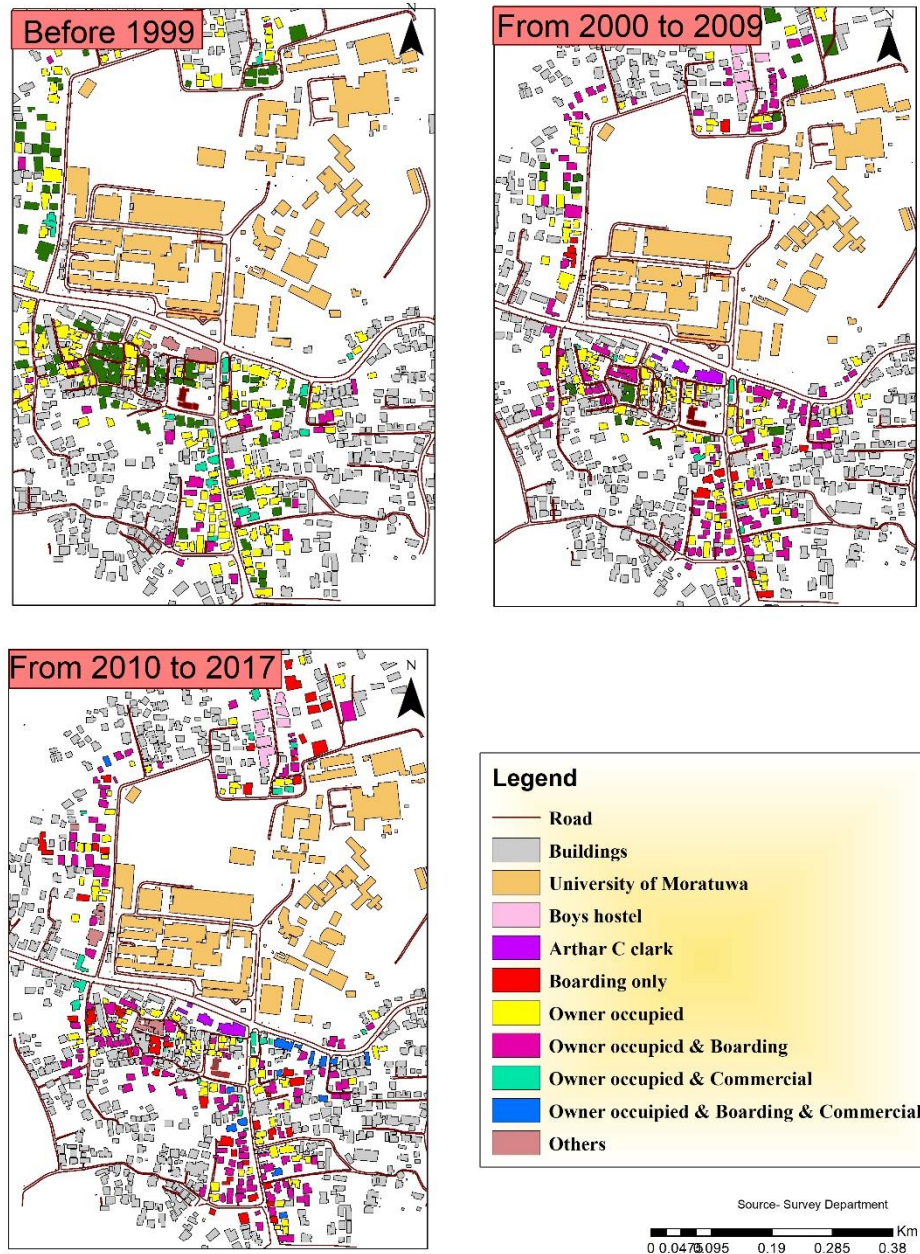 Before 1999
N
From 2000 to 2009
N
From 2010 to 2017
N
Legend
Road
Buildings
University of Moratuwa
Boys hostel
Arthar C clark
Boarding only
Owner occupied
Owner occupied & Boarding
Owner occupied & Commercial
Owner occuipied & Boarding & Commercial
Others
Source- Survey Department
Km
0 0.0475 0.095 0.19 0.285 0.38